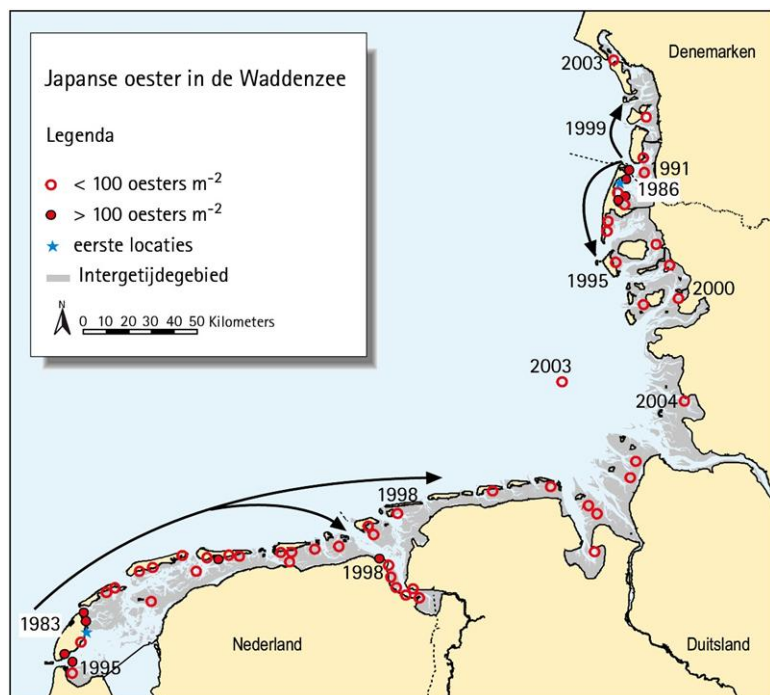 Japanse oester in de Waddenzee
Legenda
< 100 oesters m-2
> 100 oesters m-2
eerste locaties
Intergetijdegebied
N
0 10 20 30 40 50 Kilometers
2003
Denemarken
1999
1991
1986
1995
2000
2003
2004
1998
1998
1983
1995
Nederland
Duitsland